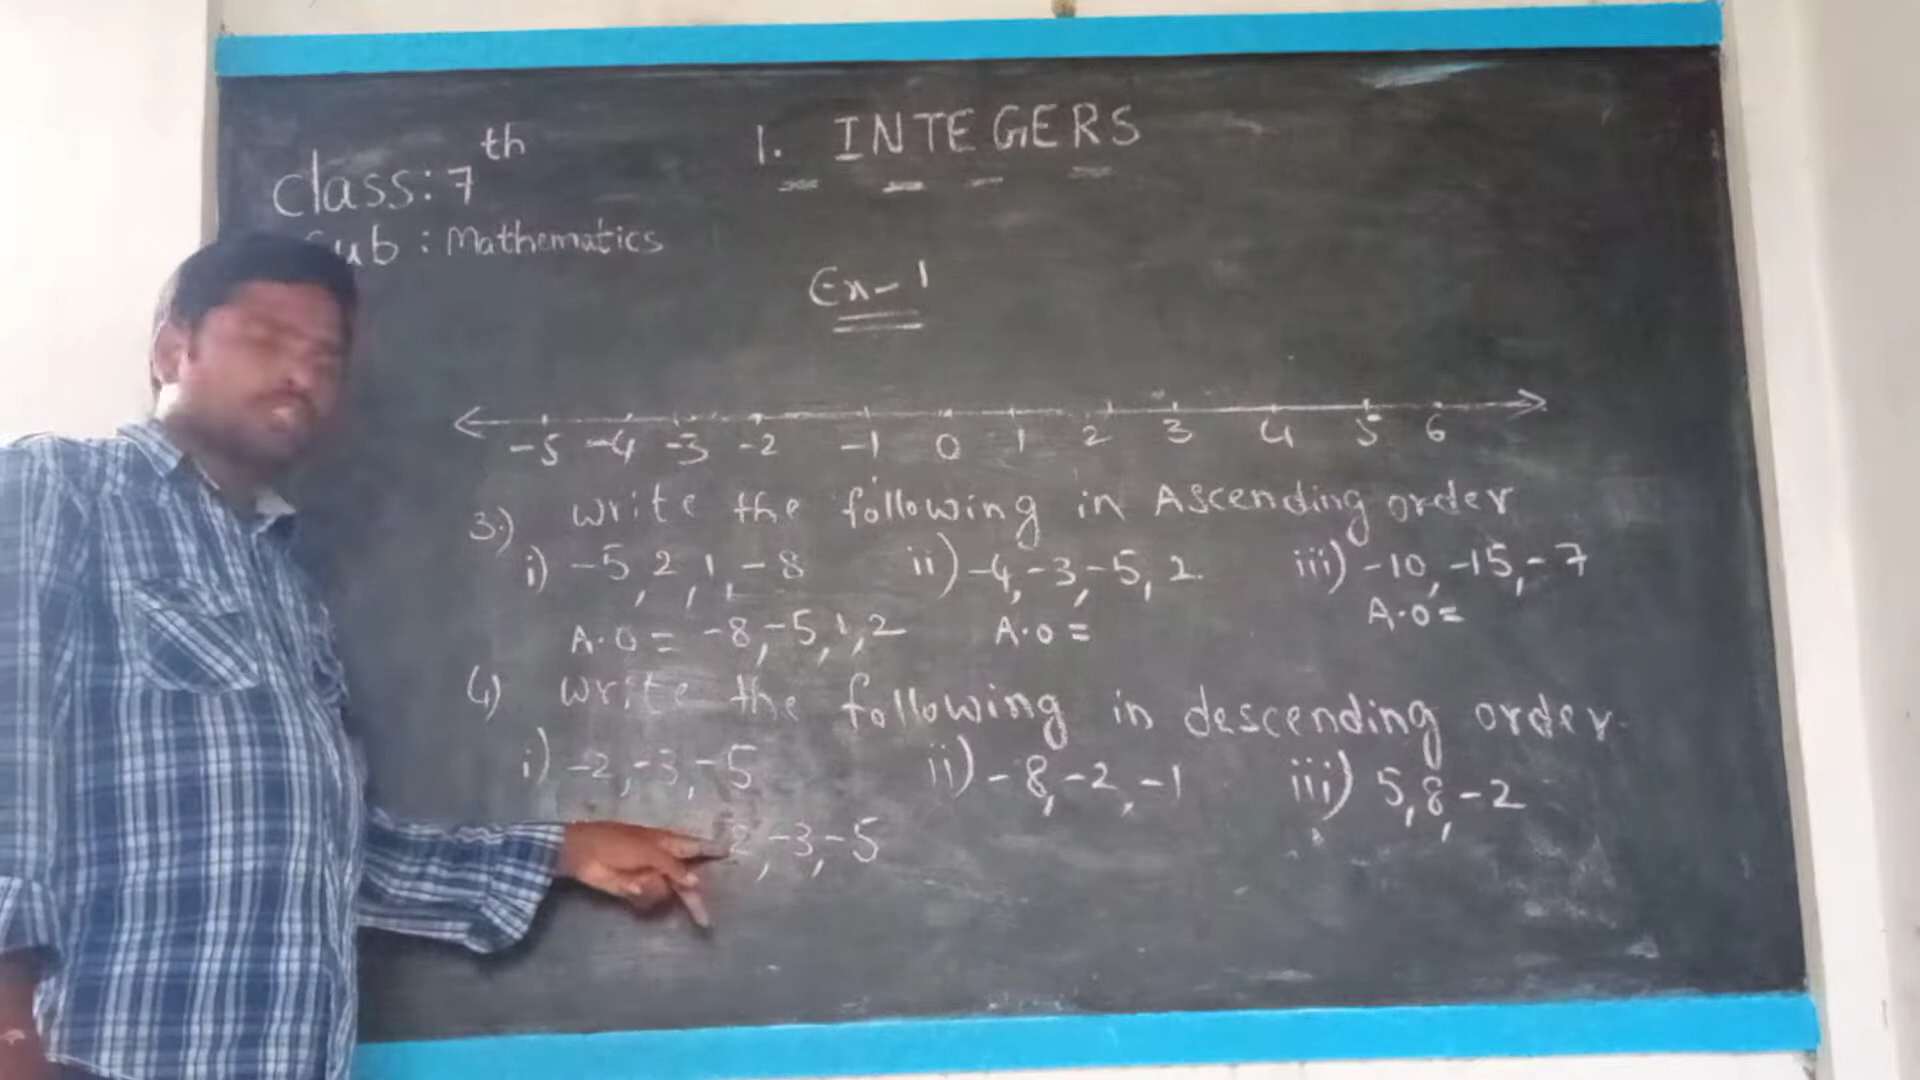 1. INTEGERS
class: 7th
Sub : Mathematics
Ex-1
-5 -4 -3 -2 -1 0 1 2 3 4 5 6
3) Write the following in Ascending order
i) -5, 2, 1, -8 ii) -4, -3, -5, 2 iii) -10, -15, -7
A.O = -8, -5, 1, 2 A.O = A.O =
4) Write the following in descending order.
i) -2, -3, -5 ii) -8, -2, -1 iii) 5, 8, -2
2, -3, -5